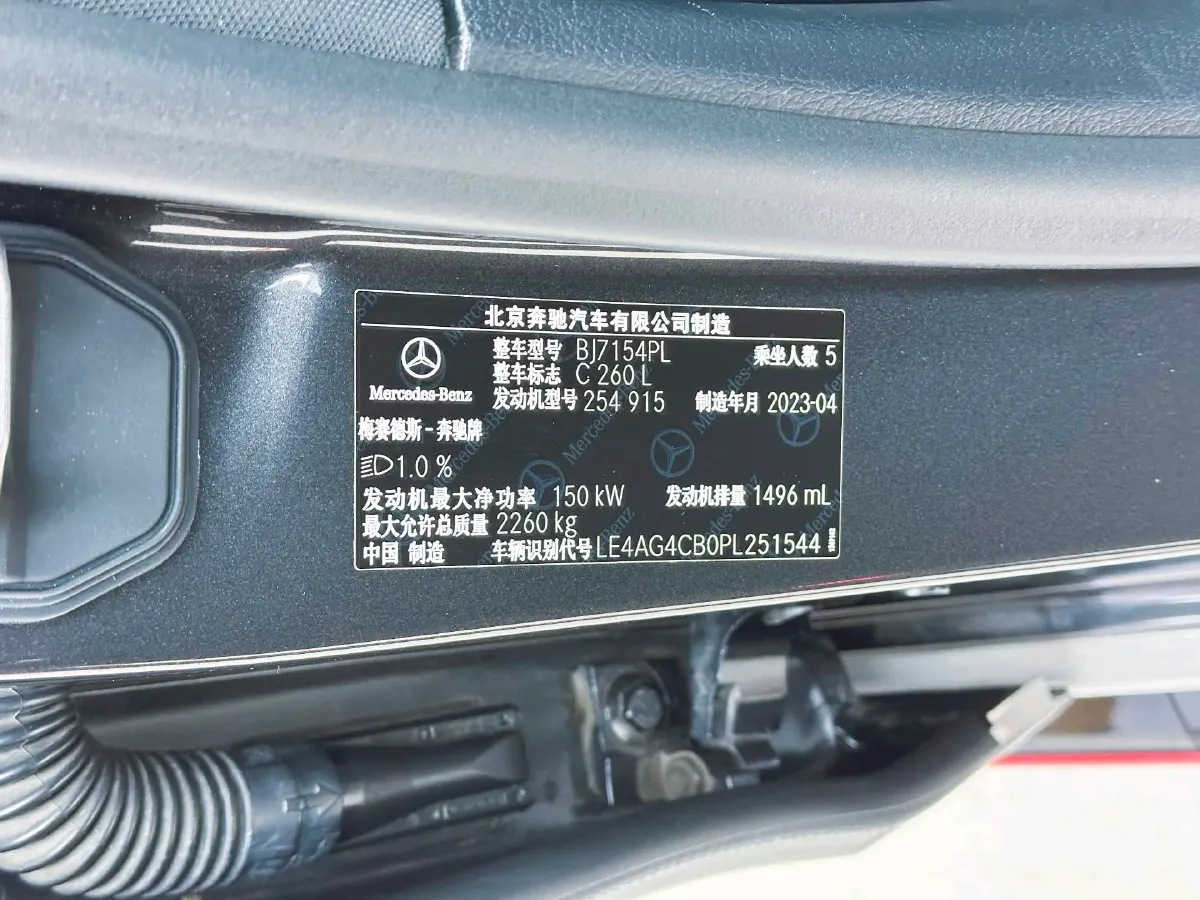 北京奔驰汽车有限公司制造
Mercedes-Benz
整车型号 BJ7154PL 乘坐人数 5
整车标志 C 260 L
发动机型号 254 915 制造年月 2023-04
梅赛德斯-奔驰牌
1.0 %
发动机最大净功率 150 kW 发动机排量 1496 mL
最大允许总质量 2260 kg
中国 制造 车辆识别代号 LE4AG4CB0PL251544